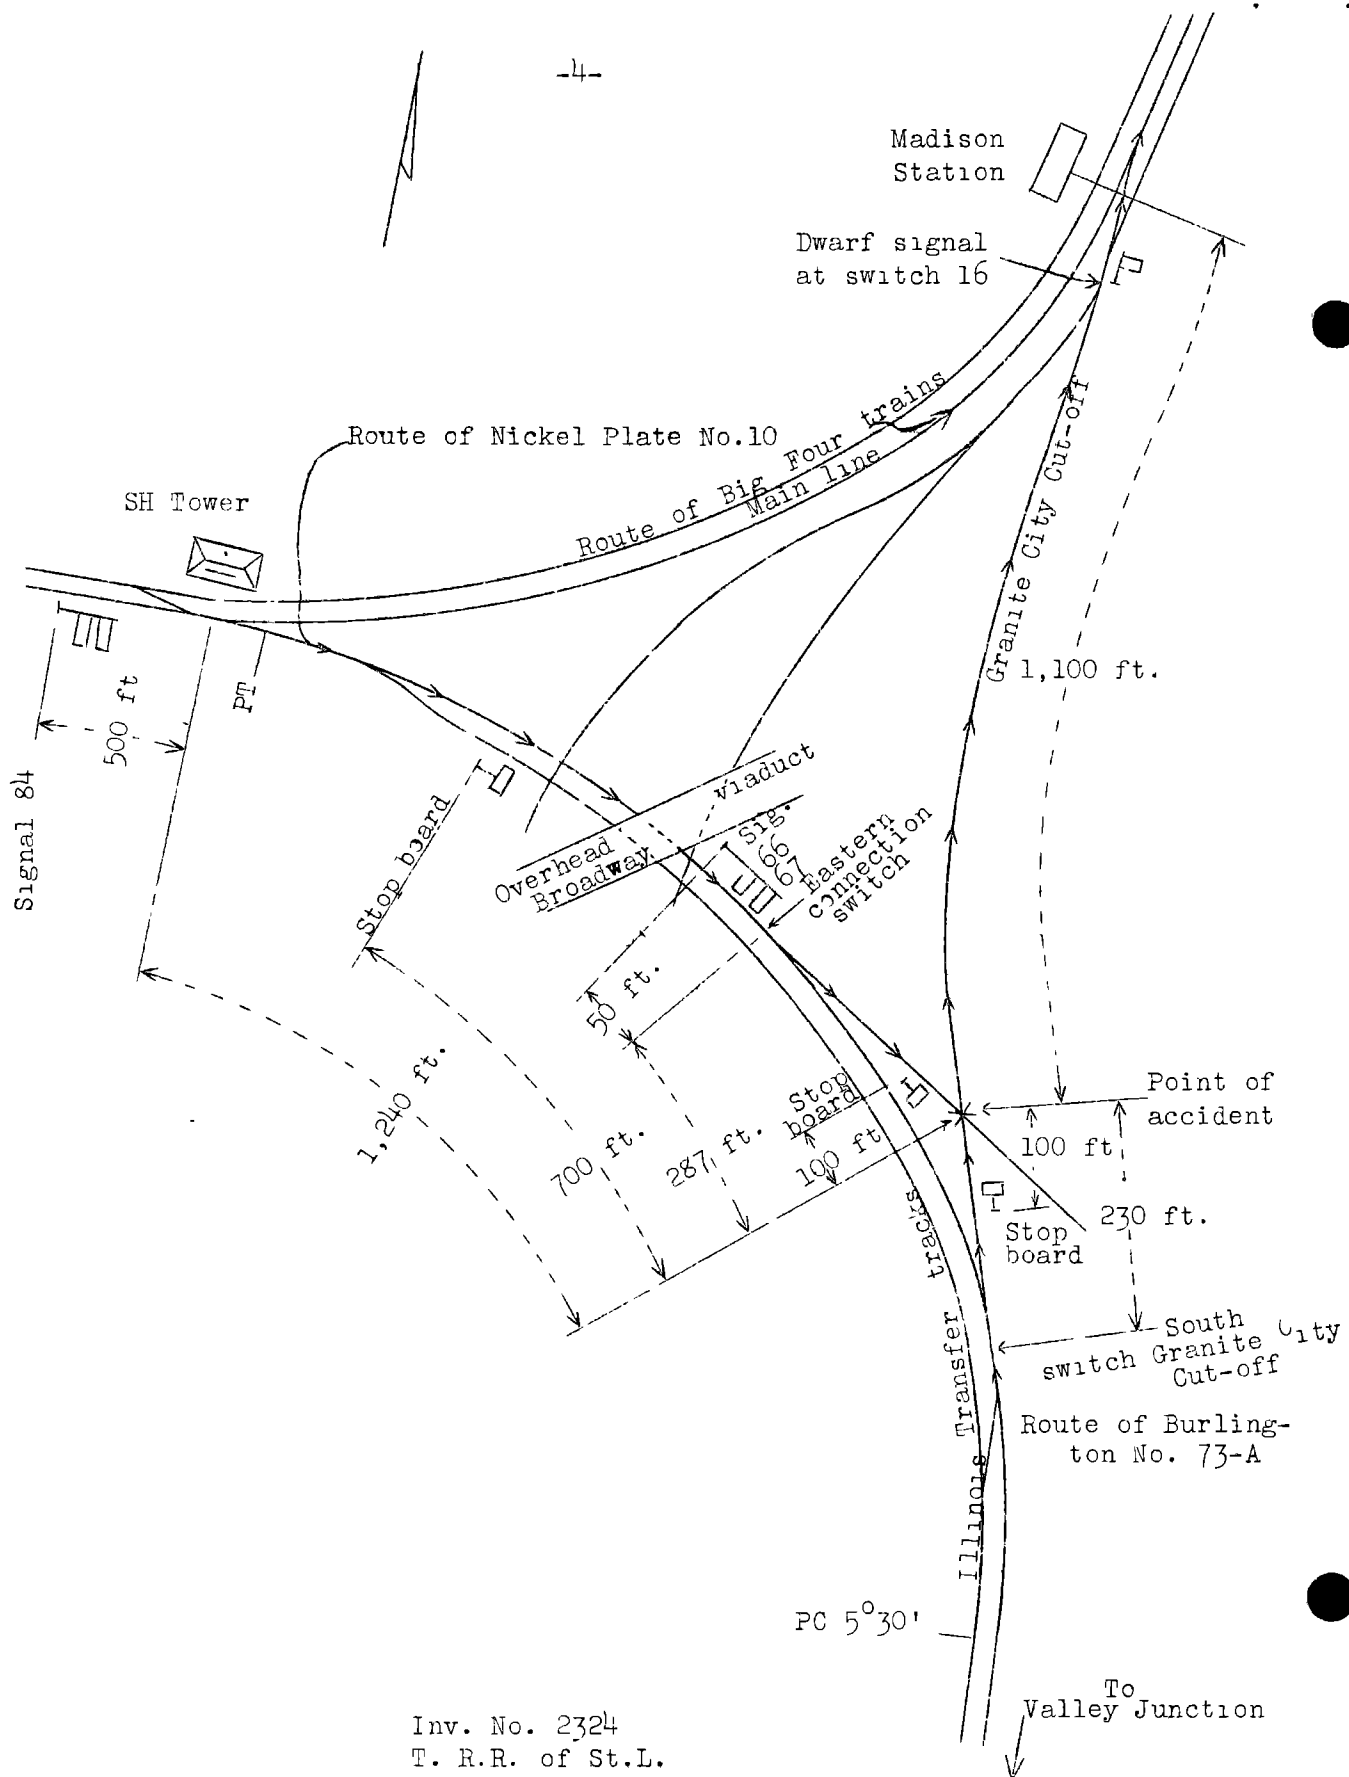 -4-
Madison
Station
Dwarf signal
at switch 16
Route of Nickel Plate No.10
Route of Big Four trains
Main line
SH Tower
Granite City Cut-off
1,100 ft.
PT
500 ft
Signal 84
Stop board
Overhead viaduct
Broadway
Sig.
66
67
Eastern
connection
switch
50 ft.
1,240 ft.
700 ft.
287 ft.
Stop
board
100 ft
Point of
accident
100 ft
230 ft.
Stop
board
Illinois Transfer tracks
South
switch Granite City
Cut-off
Route of Burling-
ton No. 73-A
PC 5°30'
To
Valley Junction
Inv. No. 2324
T. R.R. of St.L.